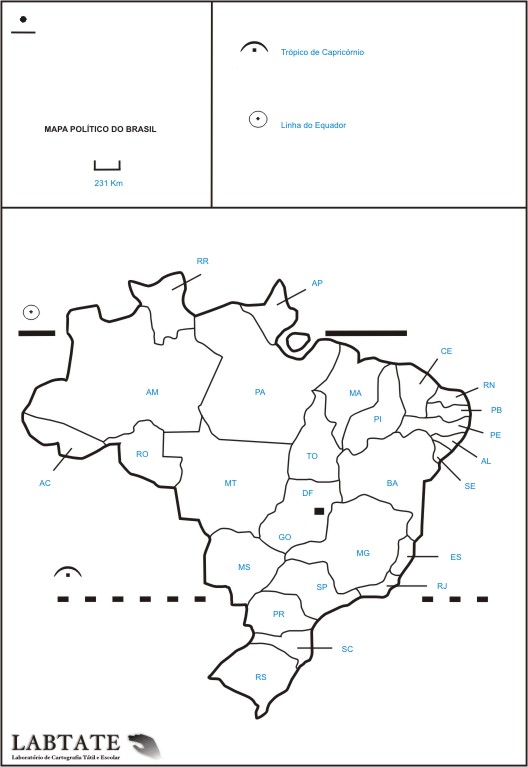 MAPA POLÍTICO DO BRASIL
231 Km
Trópico de Capricórnio
Linha do Equador
RR
AP
CE
RN
PB
PE
AL
SE
AM
PA
MA
PI
RO
AC
TO
MT
DF
BA
GO
MG
ES
MS
SP
RJ
PR
SC
RS
LABTATE
Laboratório de Cartografia Tátil e Escolar